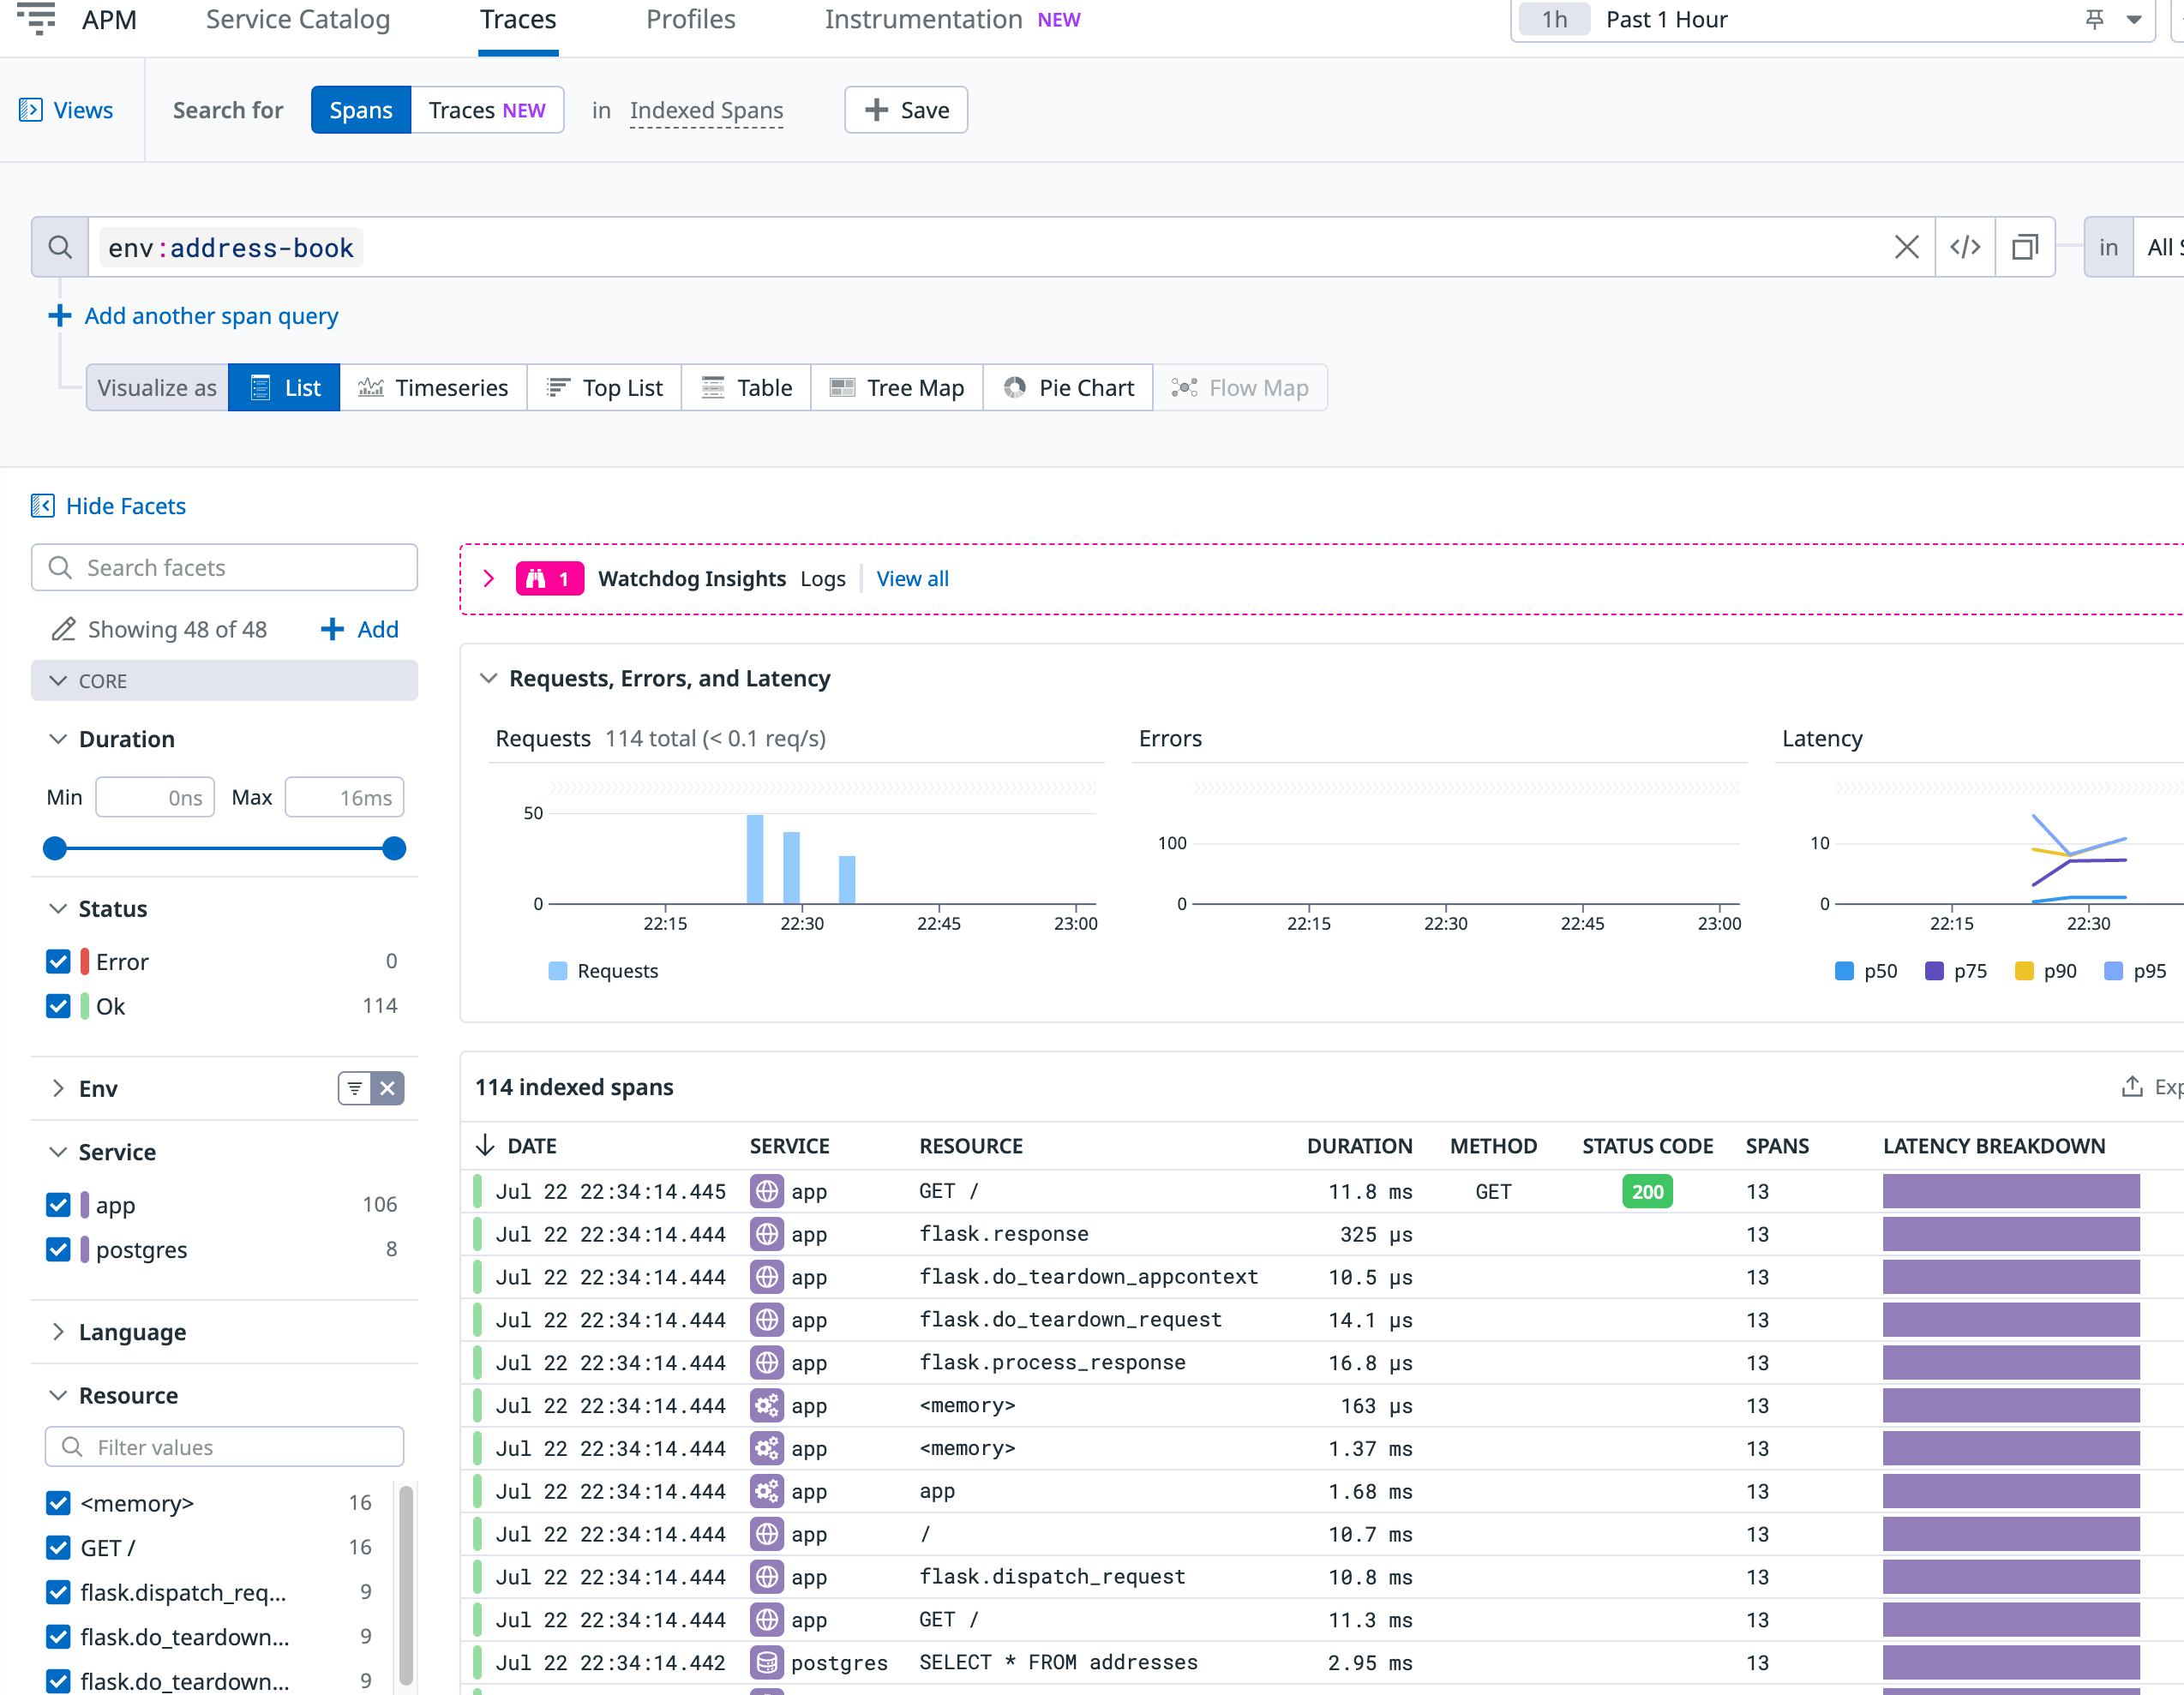 APM Service Catalog Traces Profiles Instrumentation NEW 1h Past 1 Hour
Views Search for Spans Traces NEW in Indexed Spans + Save
env:address-book </> in All
+ Add another span query
Visualize as List Timeseries Top List Table Tree Map Pie Chart Flow Map
Hide Facets
Search facets
Showing 48 of 48 + Add
CORE
Duration
Min 0ns Max 16ms
Status
Error 0
Ok 114
Env
Service
app 106
postgres 8
Language
Resource
Filter values
<memory> 16
GET / 16
flask.dispatch_req... 9
flask.do_teardown... 9
flask.do_teardown... 9
1 Watchdog Insights Logs View all
Requests, Errors, and Latency
Requests 114 total (< 0.1 req/s)
50
0
22:15 22:30 22:45 23:00
Requests
Errors
100
0
22:15 22:30 22:45 23:00
Latency
10
0
22:15 22:30
p50 p75 p90 p95
114 indexed spans
DATE SERVICE RESOURCE DURATION METHOD STATUS CODE SPANS LATENCY BREAKDOWN
Jul 22 22:34:14.445 app GET / 11.8 ms GET 200 13
Jul 22 22:34:14.444 app flask.response 325 µs 13
Jul 22 22:34:14.444 app flask.do_teardown_appcontext 10.5 µs 13
Jul 22 22:34:14.444 app flask.do_teardown_request 14.1 µs 13
Jul 22 22:34:14.444 app flask.process_response 16.8 µs 13
Jul 22 22:34:14.444 app <memory> 163 µs 13
Jul 22 22:34:14.444 app <memory> 1.37 ms 13
Jul 22 22:34:14.444 app app 1.68 ms 13
Jul 22 22:34:14.444 app / 10.7 ms 13
Jul 22 22:34:14.444 app flask.dispatch_request 10.8 ms 13
Jul 22 22:34:14.444 app GET / 11.3 ms 13
Jul 22 22:34:14.442 postgres SELECT * FROM addresses 2.95 ms 13